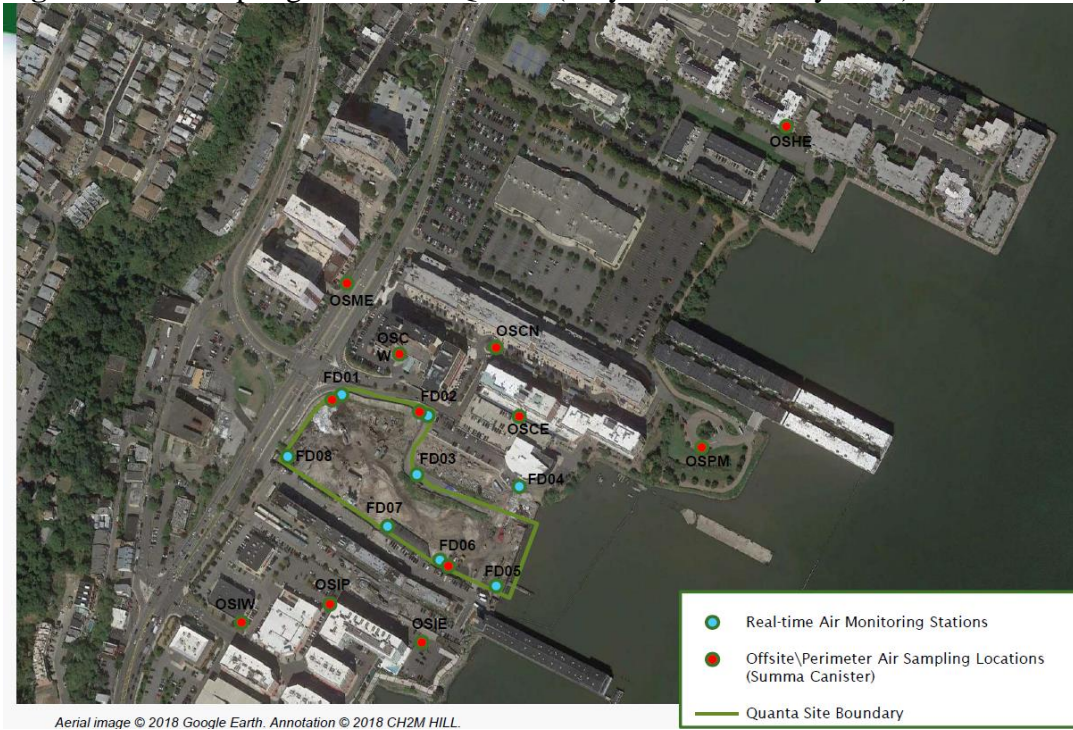 OSHE
OSME
OSCN
OSC
W
FD01
FD02
OSCE
OSPM
FD03
FD08
FD04
FD07
FD06
FD05
OSIP
OSIW
OSIE
Real-time Air Monitoring Stations
Offsite\Perimeter Air Sampling Locations
(Summa Canister)
Quanta Site Boundary
Aerial image © 2018 Google Earth. Annotation © 2018 CH2M HILL.